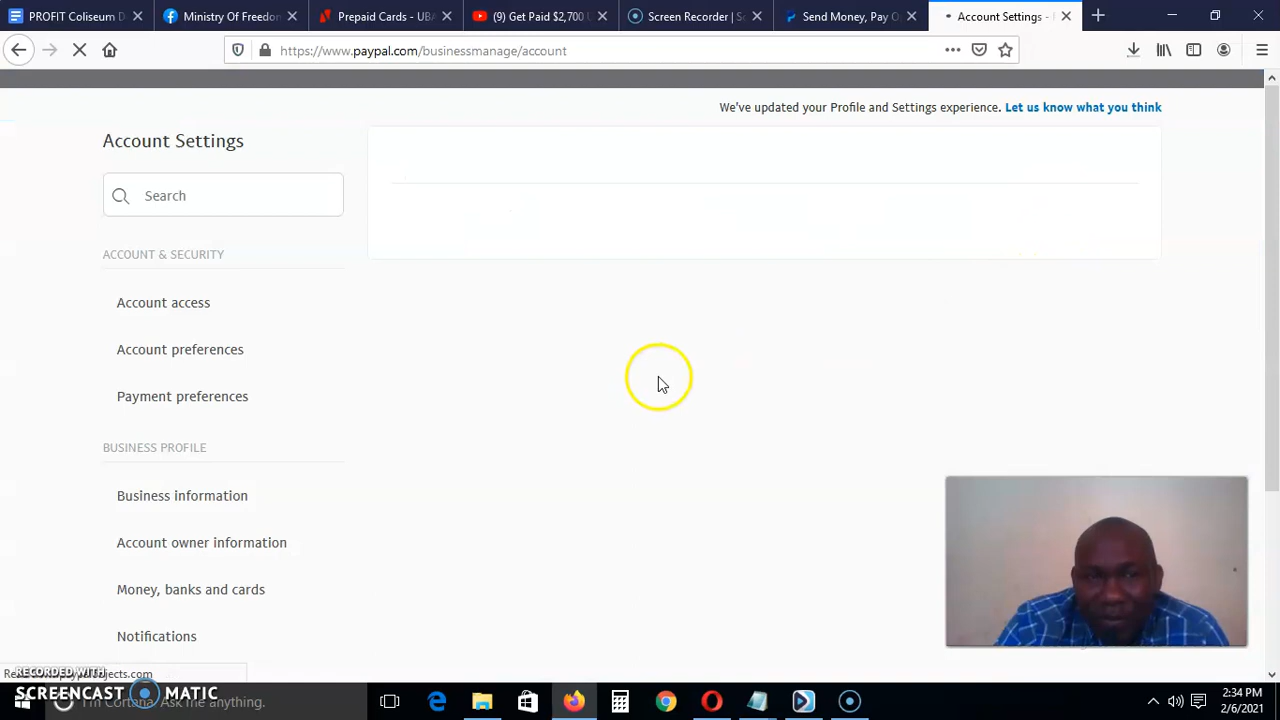 PROFIT Coliseum D
Ministry Of Freedom
Prepaid Cards - UBA
(9) Get Paid $2,700 U
Screen Recorder | Sc
Send Money, Pay O
Account Settings -
https://www.paypal.com/businessmanage/account
We've updated your Profile and Settings experience. Let us know what you think
Account Settings
Search
ACCOUNT & SECURITY
Account access
Account preferences
Payment preferences
BUSINESS PROFILE
Business information
Account owner information
Money, banks and cards
Notifications
RECORDED WITH
SCREENCAST MATIC
I'm Cortana. Ask me anything.
2:34 PM
2/6/2021